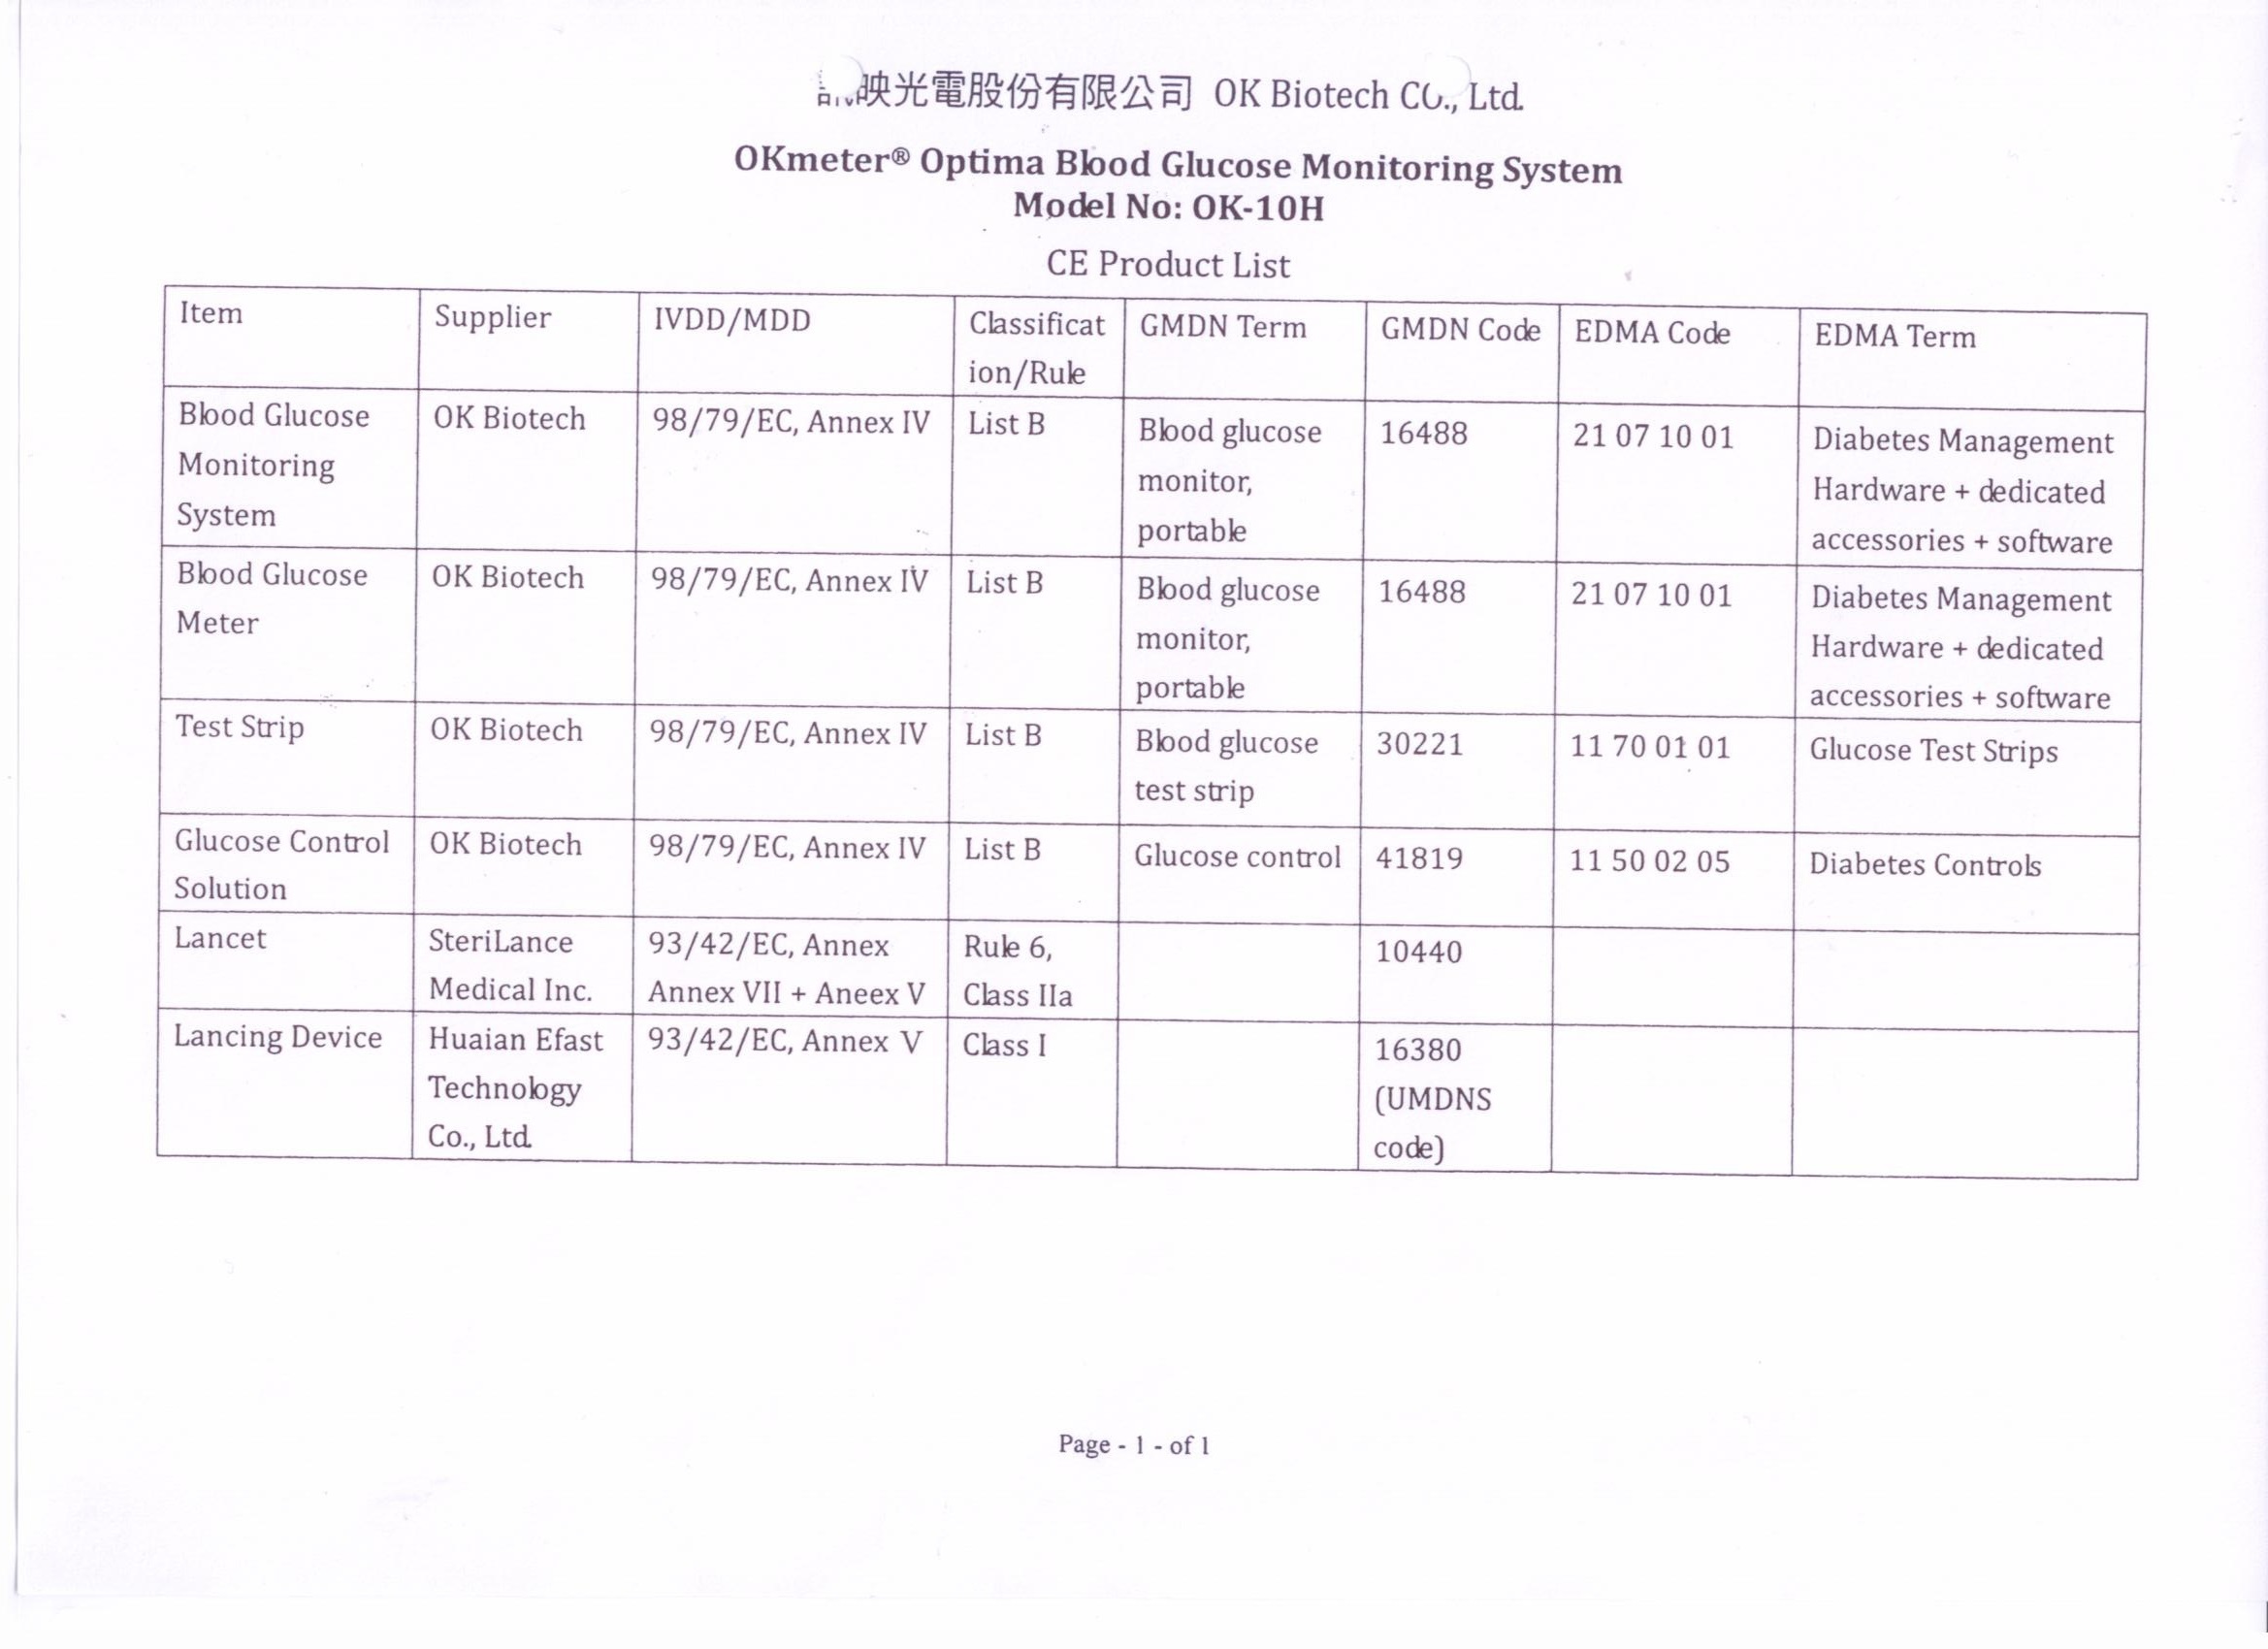 映光電股份有限公司 OK Biotech CO., Ltd.
OKmeter® Optima Blood Glucose Monitoring System
Model No: OK-10H
CE Product List
Item Supplier IVDD/MDD Classificat GMDN Term GMDN Code EDMA Code EDMA Term
ion/Rule
Blood Glucose OK Biotech 98/79/EC, Annex IV List B Blood glucose 16488 21 07 10 01 Diabetes Management
Monitoring monitor, Hardware + dedicated
System portable accessories + software
Blood Glucose OK Biotech 98/79/EC, Annex IV List B Blood glucose 16488 21 07 10 01 Diabetes Management
Meter monitor, Hardware + dedicated
portable accessories + software
Test Strip OK Biotech 98/79/EC, Annex IV List B Blood glucose 30221 11 70 01 01 Glucose Test Strips
test strip
Glucose Control OK Biotech 98/79/EC, Annex IV List B Glucose control 41819 11 50 02 05 Diabetes Controls
Solution
Lancet SteriLance 93/42/EC, Annex Rule 6, 10440
Medical Inc. Annex VII + Aneex V Class IIa
Lancing Device Huaian Efast 93/42/EC, Annex V Class I 16380
Technology (UMDNS
Co., Ltd. code)
Page - 1 - of 1